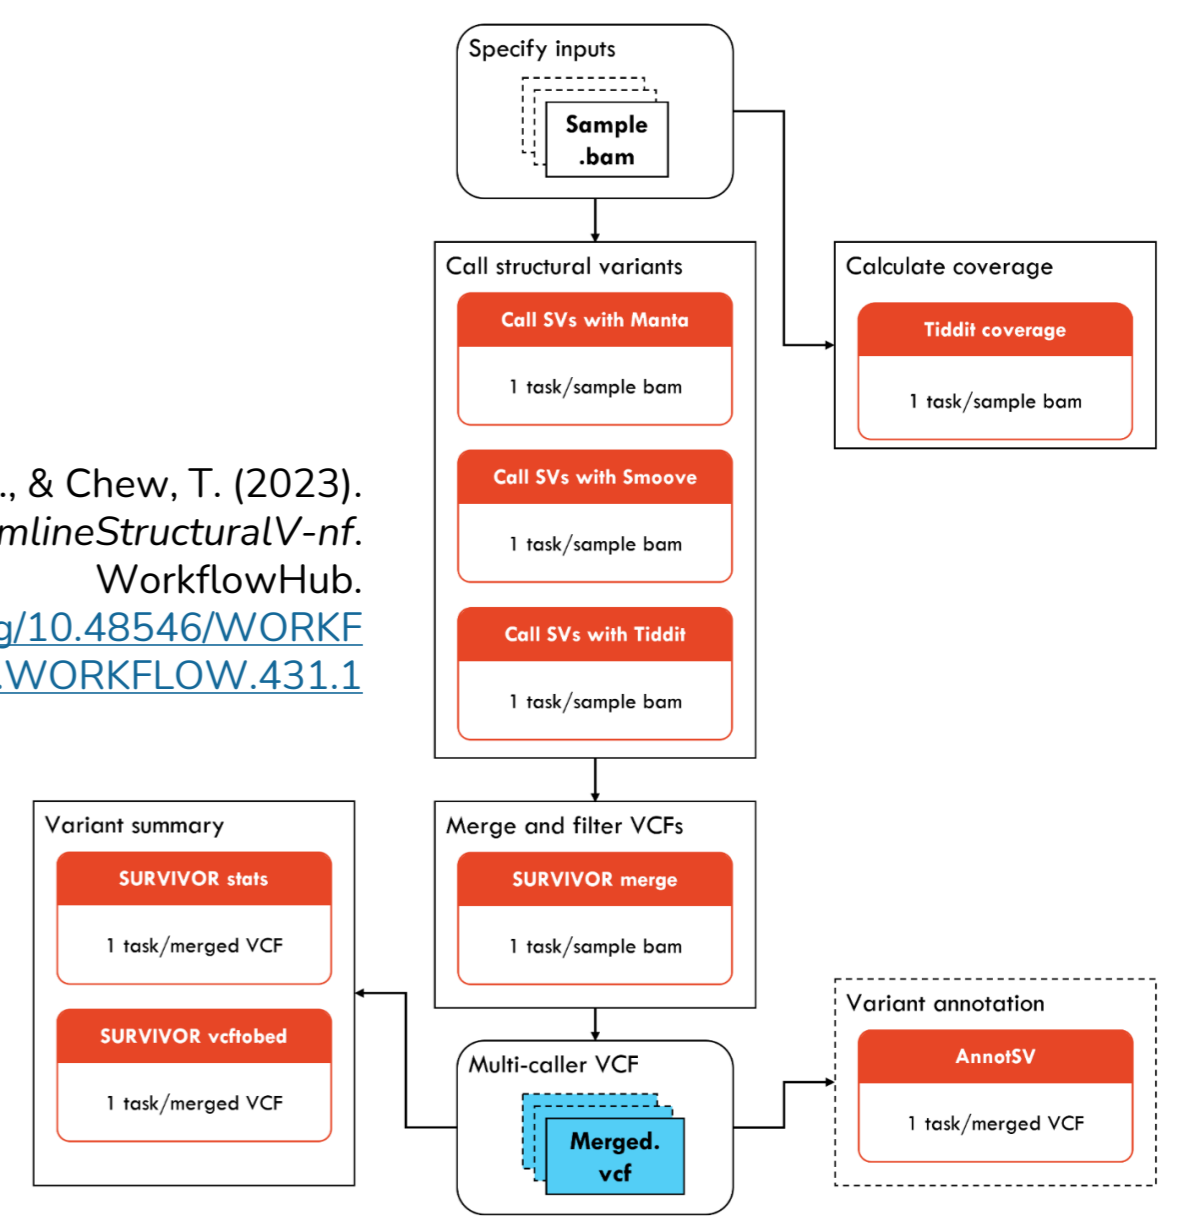 Specify inputs
Sample
.bam
Call structural variants
Call SVs with Manta
1 task/sample bam
Call SVs with Smoove
1 task/sample bam
Call SVs with Tiddit
1 task/sample bam
Calculate coverage
Tiddit coverage
1 task/sample bam
., & Chew, T. (2023).
mlineStructuralV-nf.
WorkflowHub.
g/10.48546/WORKF
.WORKFLOW.431.1
Variant summary
SURVIVOR stats
1 task/merged VCF
SURVIVOR vcftobed
1 task/merged VCF
Merge and filter VCFs
SURVIVOR merge
1 task/sample bam
Multi-caller VCF
Merged.
vcf
Variant annotation
AnnotSV
1 task/merged VCF